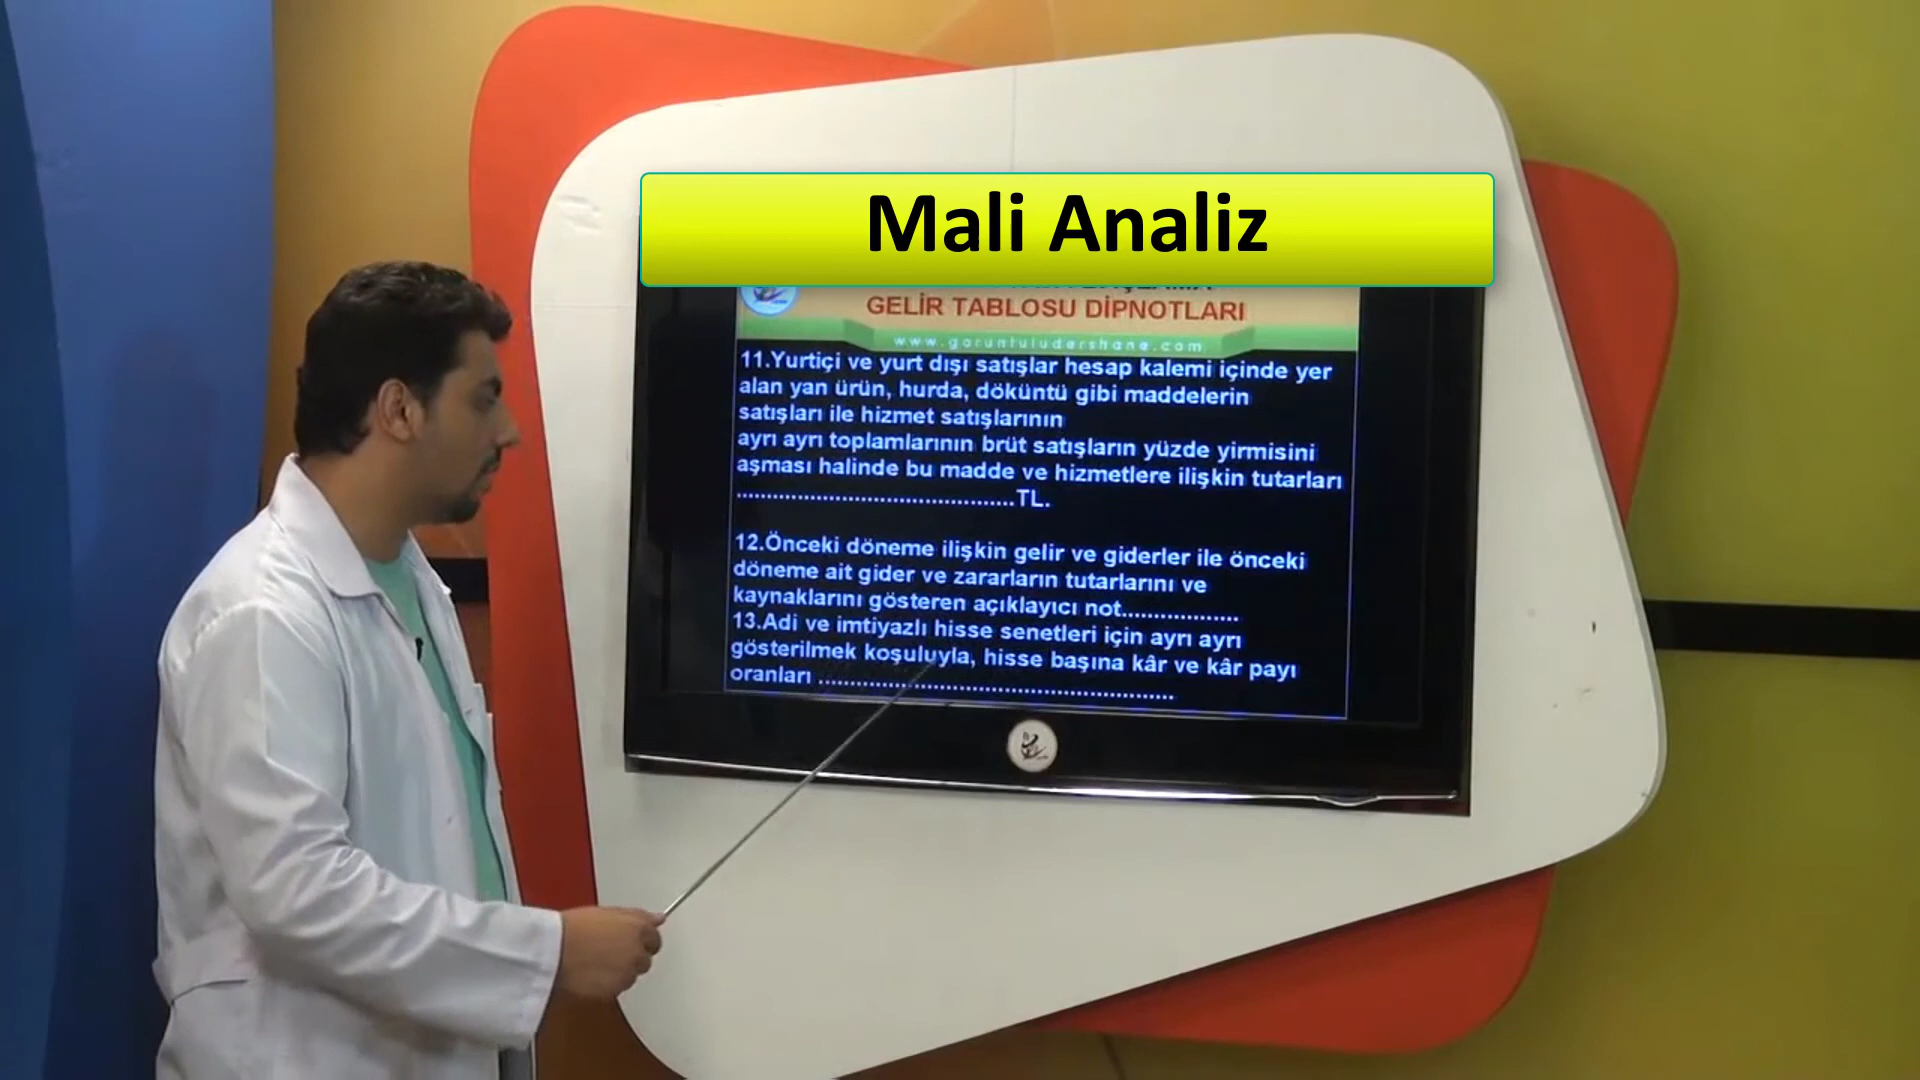 Mali Analiz
GELİR TABLOSU DİPNOTLARI
www.goruntuludershane.com
11.Yurtiçi ve yurt dışı satışlar hesap kalemi içinde yer
alan yan ürün, hurda, döküntü gibi maddelerin
satışları ile hizmet satışlarının
ayrı ayrı toplamlarının brüt satışların yüzde yirmisini
aşması halinde bu madde ve hizmetlere ilişkin tutarları
..............................................TL.
12.Önceki döneme ilişkin gelir ve giderler ile önceki
döneme ait gider ve zararların tutarlarını ve
kaynaklarını gösteren açıklayıcı not...................
13.Adi ve imtiyazlı hisse senetleri için ayrı ayrı
gösterilmek koşuluyla, hisse başına kâr ve kâr payı
oranları .........................................................